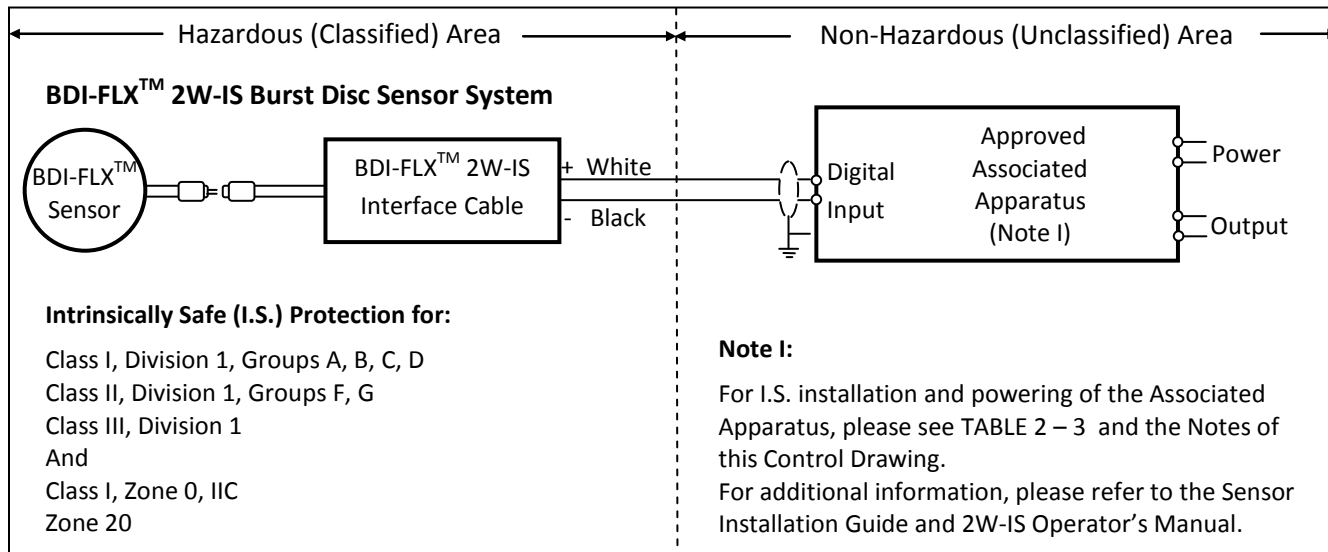 Hazardous (Classified) Area
Non-Hazardous (Unclassified) Area
BDI-FLX™ 2W-IS Burst Disc Sensor System
BDI-FLX™
Sensor
BDI-FLX™ 2W-IS
Interface Cable
+ White
- Black
Digital
Input
Approved
Associated
Apparatus
(Note I)
Power
Output
Intrinsically Safe (I.S.) Protection for:
Class I, Division 1, Groups A, B, C, D
Class II, Division 1, Groups F, G
Class III, Division 1
And
Class I, Zone 0, IIC
Zone 20
Note I:
For I.S. installation and powering of the Associated
Apparatus, please see TABLE 2 – 3 and the Notes of
this Control Drawing.
For additional information, please refer to the Sensor
Installation Guide and 2W-IS Operator’s Manual.